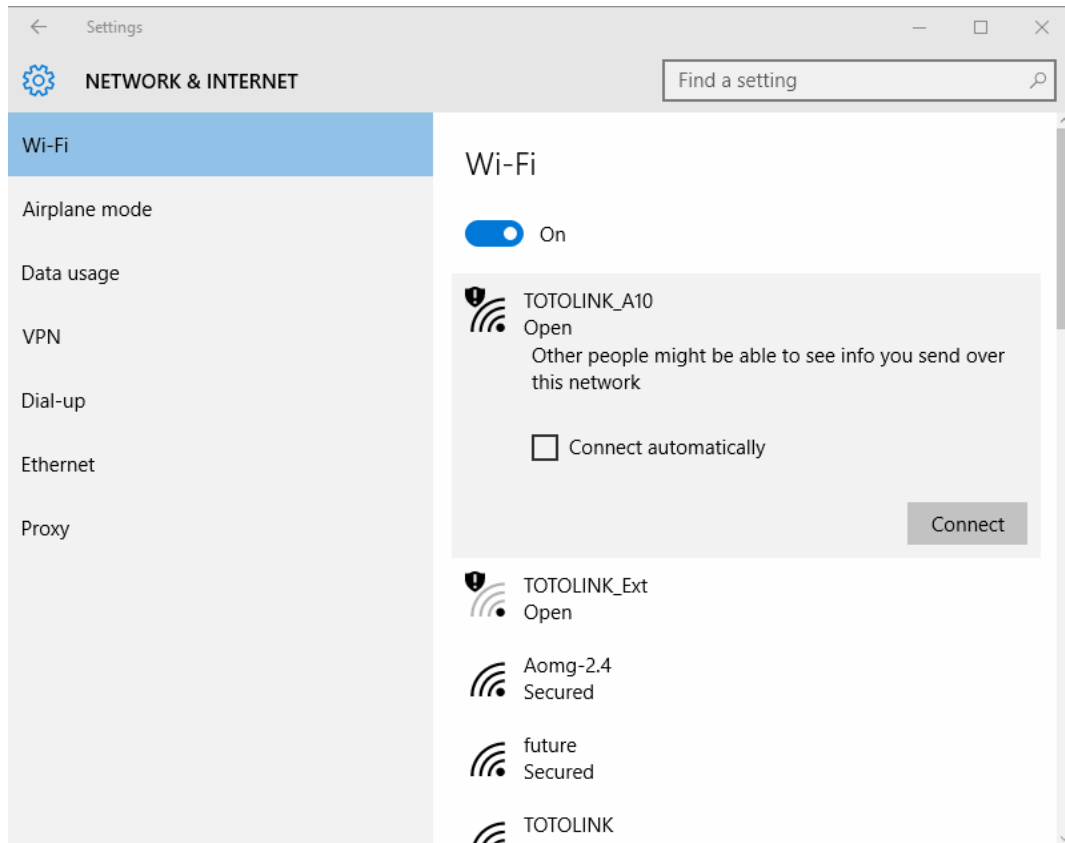 Settings
NETWORK & INTERNET
Find a setting
Wi-Fi
Airplane mode
Data usage
VPN
Dial-up
Ethernet
Proxy
Wi-Fi
On
TOTOLINK_A10
Open
Other people might be able to see info you send over
this network
Connect automatically
Connect
TOTOLINK_Ext
Open
Aomg-2.4
Secured
future
Secured
TOTOLINK